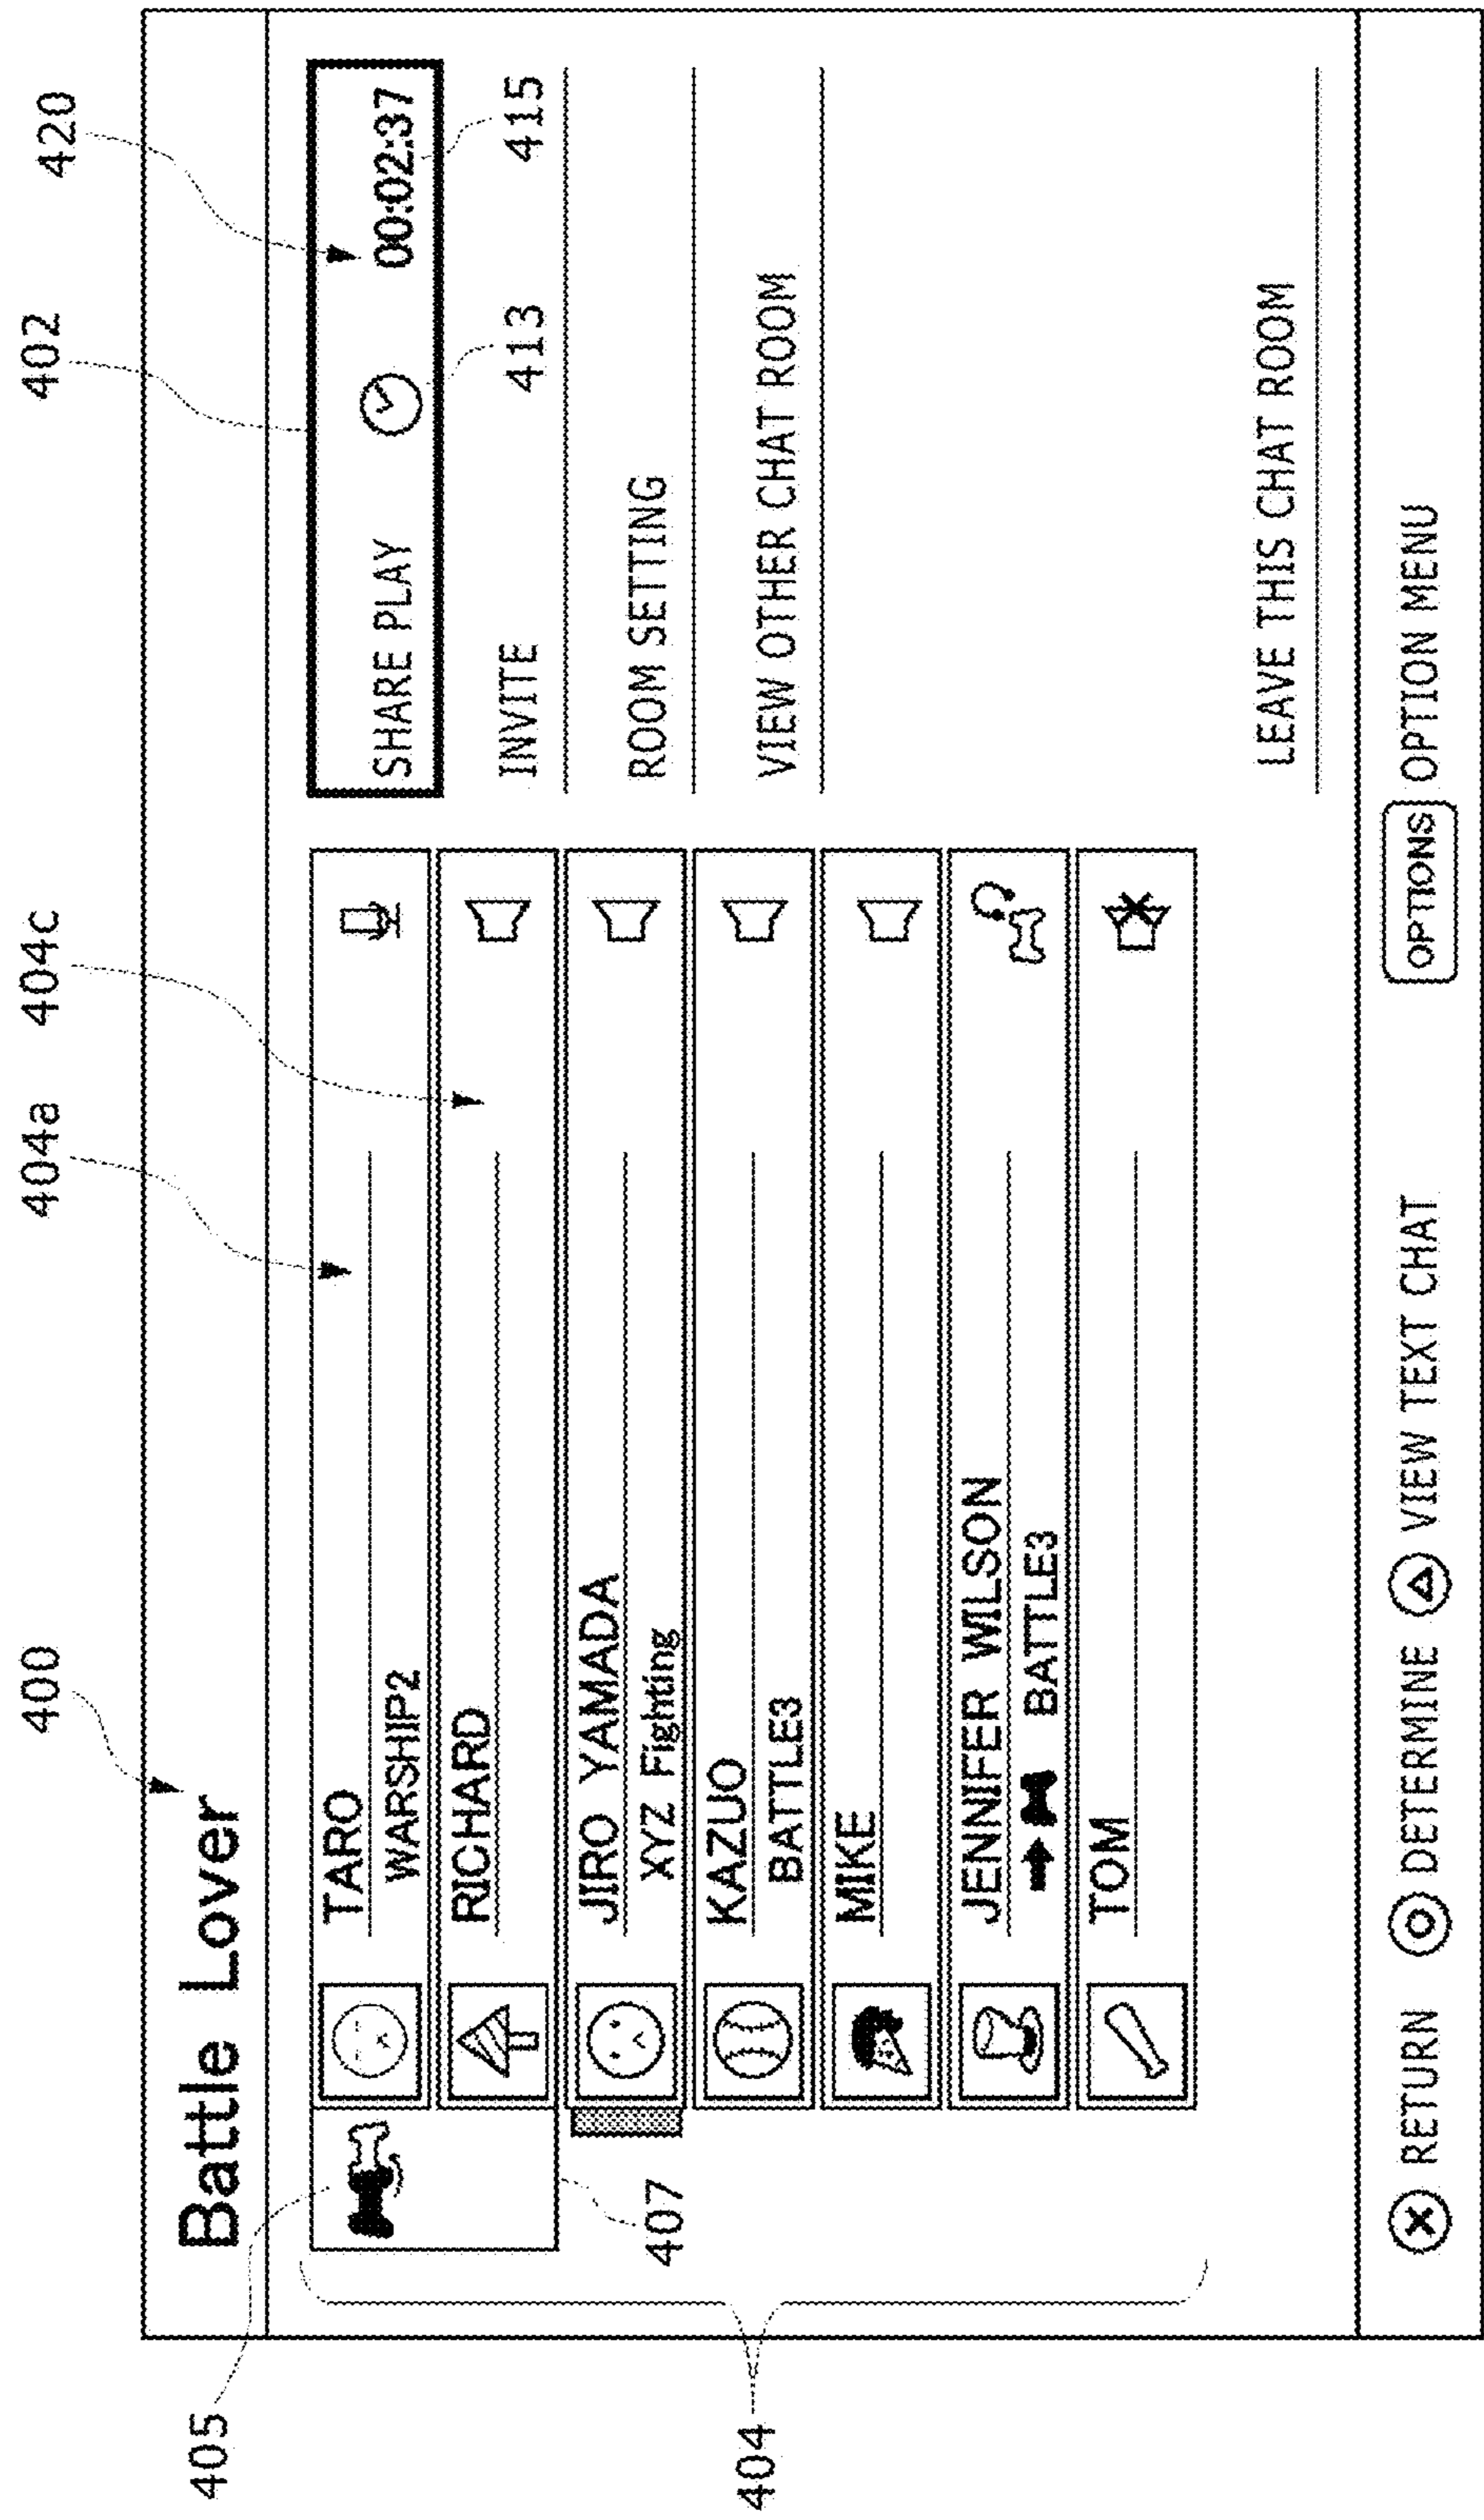 400
404a
404c
402
420
Battle Lover
405
TARO
WARSHIP2
RICHARD
JIRO YAMADA
XYZ Fighting
KAZUO
BATTLE3
MIKE
JENNIFER WILSON
BATTLE3
TOM
407
404
SHARE PLAY 00:02:37
INVITE
413
415
ROOM SETTING
VIEW OTHER CHAT ROOM
LEAVE THIS CHAT ROOM
RETURN DETERMINE VIEW TEXT CHAT OPTIONS OPTION MENU